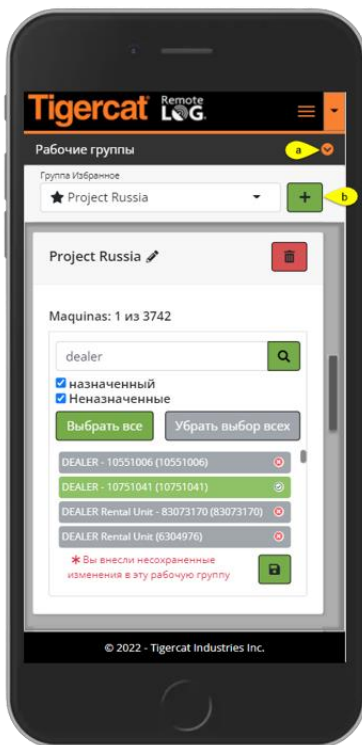 Tigercat Remote LOG
Рабочие группы
a
Группа Избранное
Project Russia
b
Project Russia
Maquinas: 1 из 3742
dealer
назначенный
Неназначенные
Выбрать все Убрать выбор всех
DEALER - 10551006 (10551006)
DEALER - 10751041 (10751041)
DEALER Rental Unit - 83073170 (83073170)
DEALER Rental Unit (6304976)
* Вы внесли несохраненные
изменения в эту рабочую группу
© 2022 - Tigercat Industries Inc.